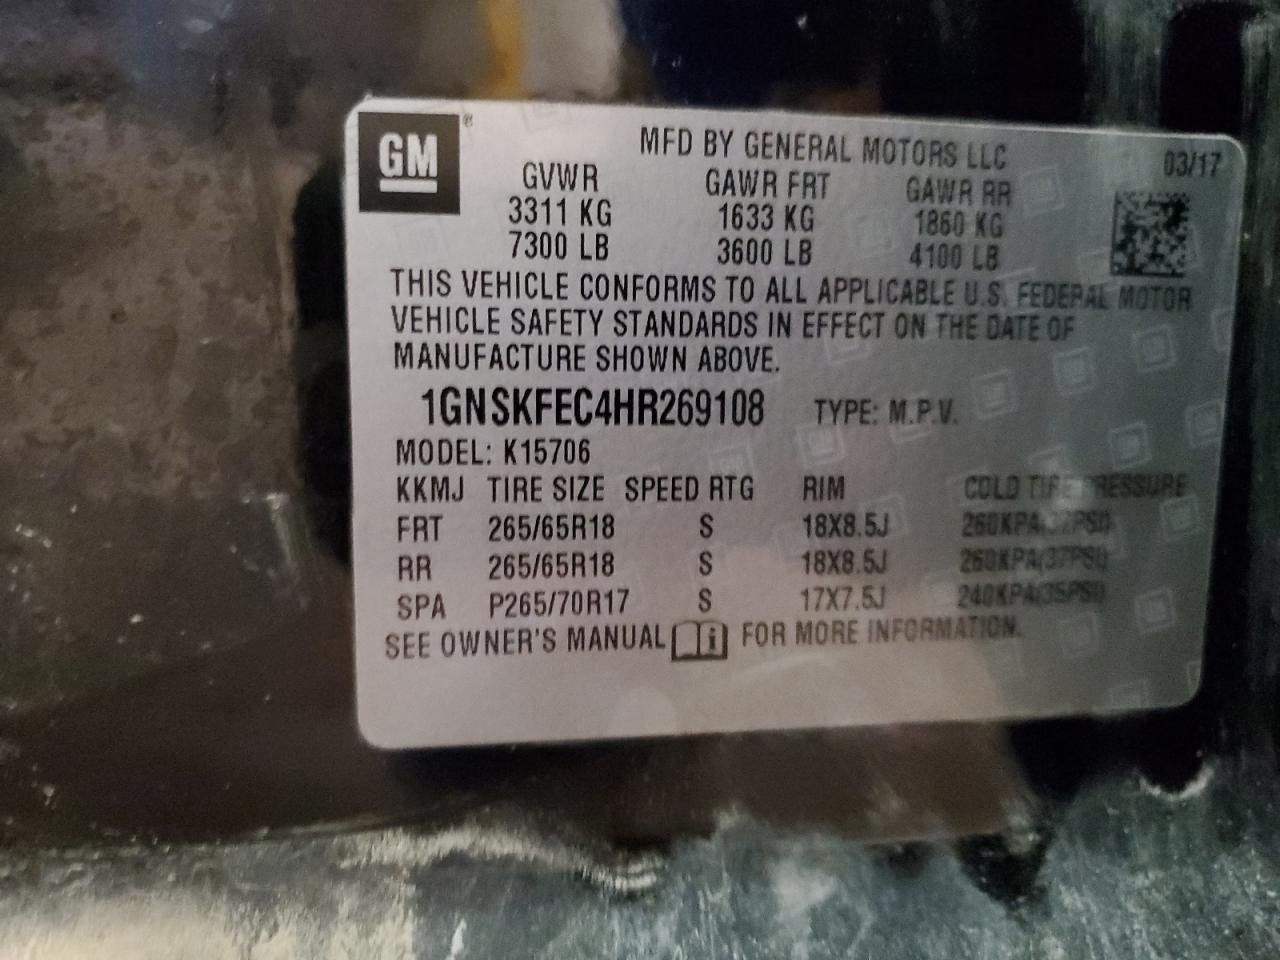 GM®
MFD BY GENERAL MOTORS LLC 03/17
GVWR GAWR FRT GAWR RR
3311 KG 1633 KG 1860 KG
7300 LB 3600 LB 4100 LB
THIS VEHICLE CONFORMS TO ALL APPLICABLE U.S. FEDERAL MOTOR
VEHICLE SAFETY STANDARDS IN EFFECT ON THE DATE OF
MANUFACTURE SHOWN ABOVE.
1GNSKFEC4HR269108 TYPE: M.P.V.
MODEL: K15706
KKMJ TIRE SIZE SPEED RTG RIM COLD TIRE PRESSURE
FRT 265/65R18 S 18X8.5J 260KPA(37PSI)
RR 265/65R18 S 18X8.5J 260KPA(37PSI)
SPA P265/70R17 S 17X7.5J 240KPA(35PSI)
SEE OWNER'S MANUAL FOR MORE INFORMATION.